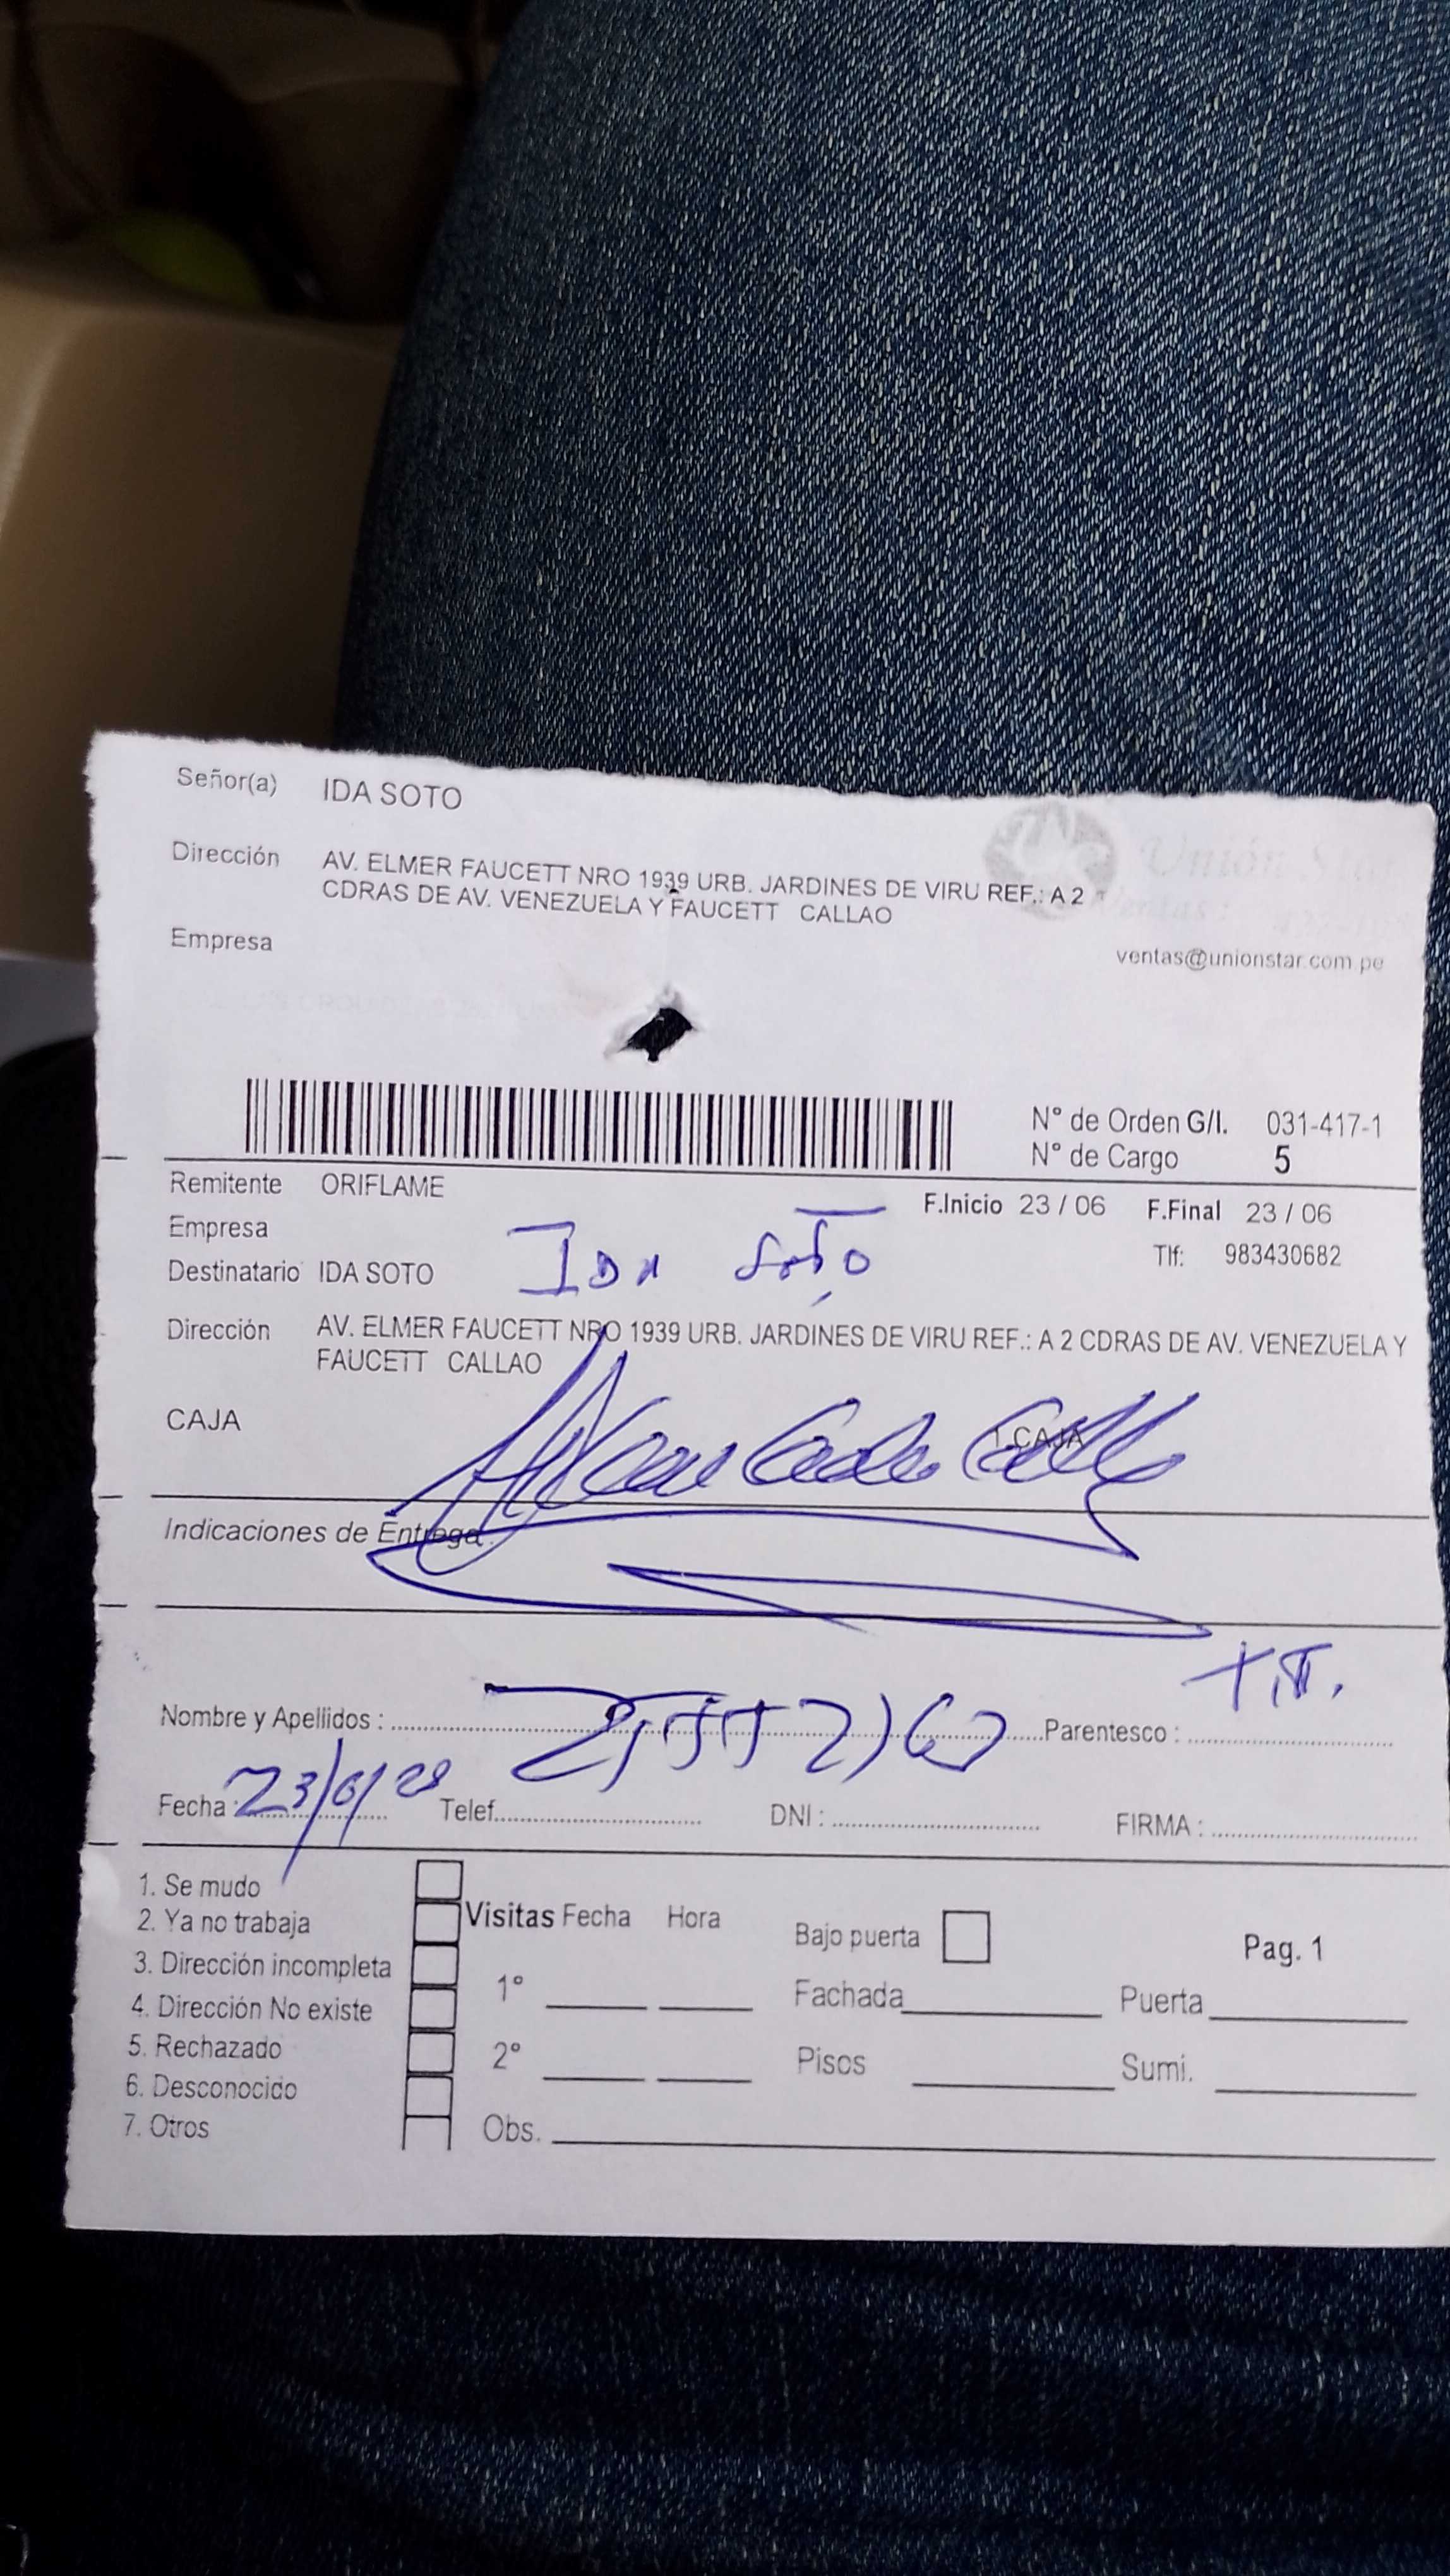 Señor(a) IDA SOTO
Dirección AV. ELMER FAUCETT NRO 1939 URB. JARDINES DE VIRU REF.: A 2
CDRAS DE AV. VENEZUELA Y FAUCETT CALLAO
Unión Star
Empresa
ventas@unionstar.com.pe
N° de Orden G/I. 031-417-1
N° de Cargo 5
Remitente ORIFLAME
F.Inicio 23 / 06 F.Final 23 / 06
Empresa
Tlf: 983430682
Destinatario IDA SOTO
IDA SOTO
Dirección AV. ELMER FAUCETT NRO 1939 URB. JARDINES DE VIRU REF.: A 2 CDRAS DE AV. VENEZUELA Y
FAUCETT CALLAO
CAJA 1 CAJA
Indicaciones de Entrega:
Nombre y Apellidos : Parentesco :
Fecha : 23/6/20 Telef. DNI : FIRMA :
1. Se mudo
2. Ya no trabaja
3. Dirección incompleta
4. Dirección No existe
5. Rechazado
6. Desconocido
7. Otros
Visitas Fecha Hora
1°
2°
Obs.
Bajo puerta
Pag. 1
Fachada Puerta
Pisos Sumi.